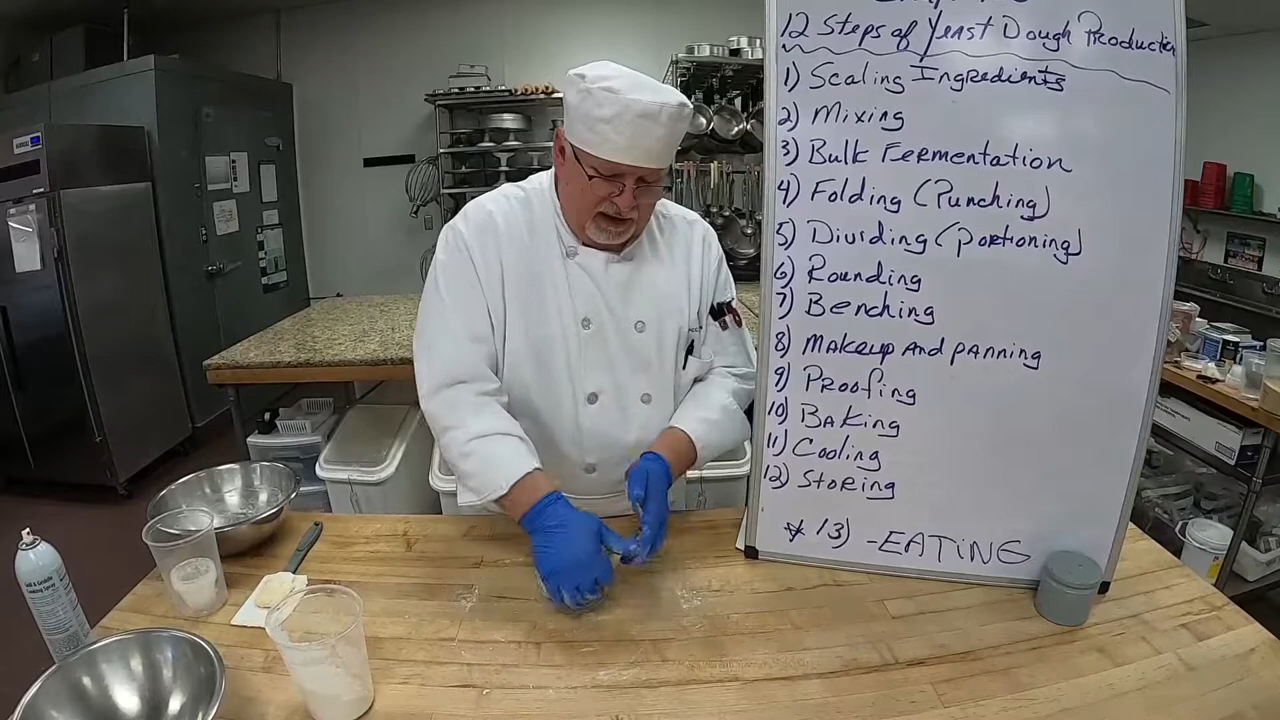 12 Steps of Yeast Dough Production
1) Scaling Ingredients
2) Mixing
3) Bulk Fermentation
4) Folding (Punching)
5) Dividing (portioning)
6) Rounding
7) Benching
8) Makeup and panning
9) Proofing
10) Baking
11) Cooling
12) Storing
* 13) -EATING